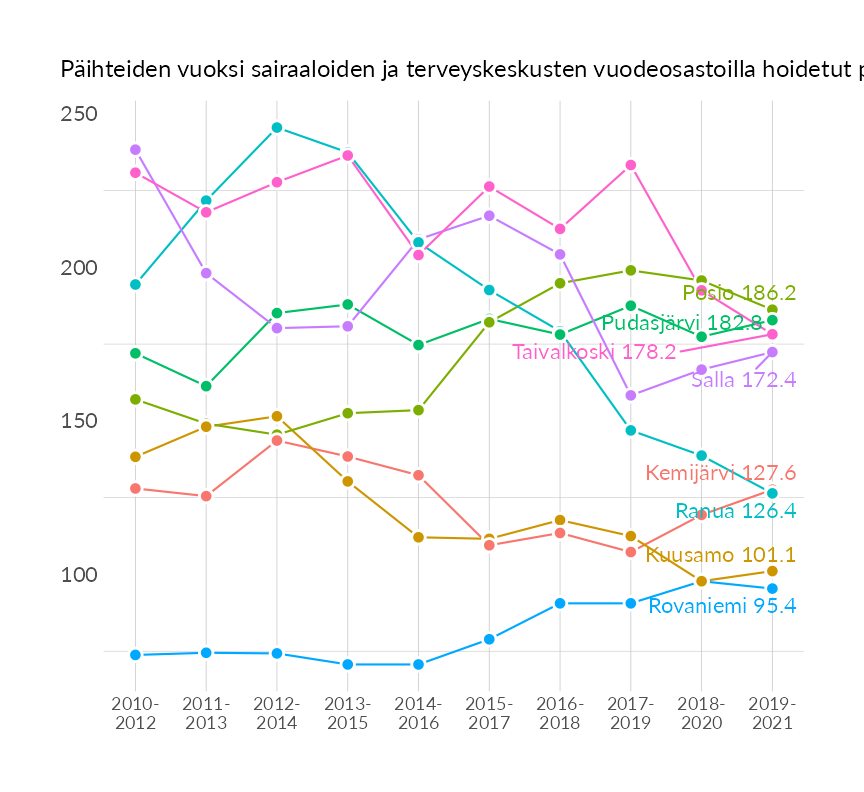 Päihteiden vuoksi sairaaloiden ja terveyskeskusten vuodeosastoilla hoidetut
250
200
150
100
Posio 186.2
Pudasjärvi 182.8
Taivalkoski 178.2
Salla 172.4
Kemijärvi 127.6
Ranua 126.4
Kuusamo 101.1
Rovaniemi 95.4
2010- 2011- 2012- 2013- 2014- 2015- 2016- 2017- 2018- 2019-
2012 2013 2014 2015 2016 2017 2018 2019 2020 2021